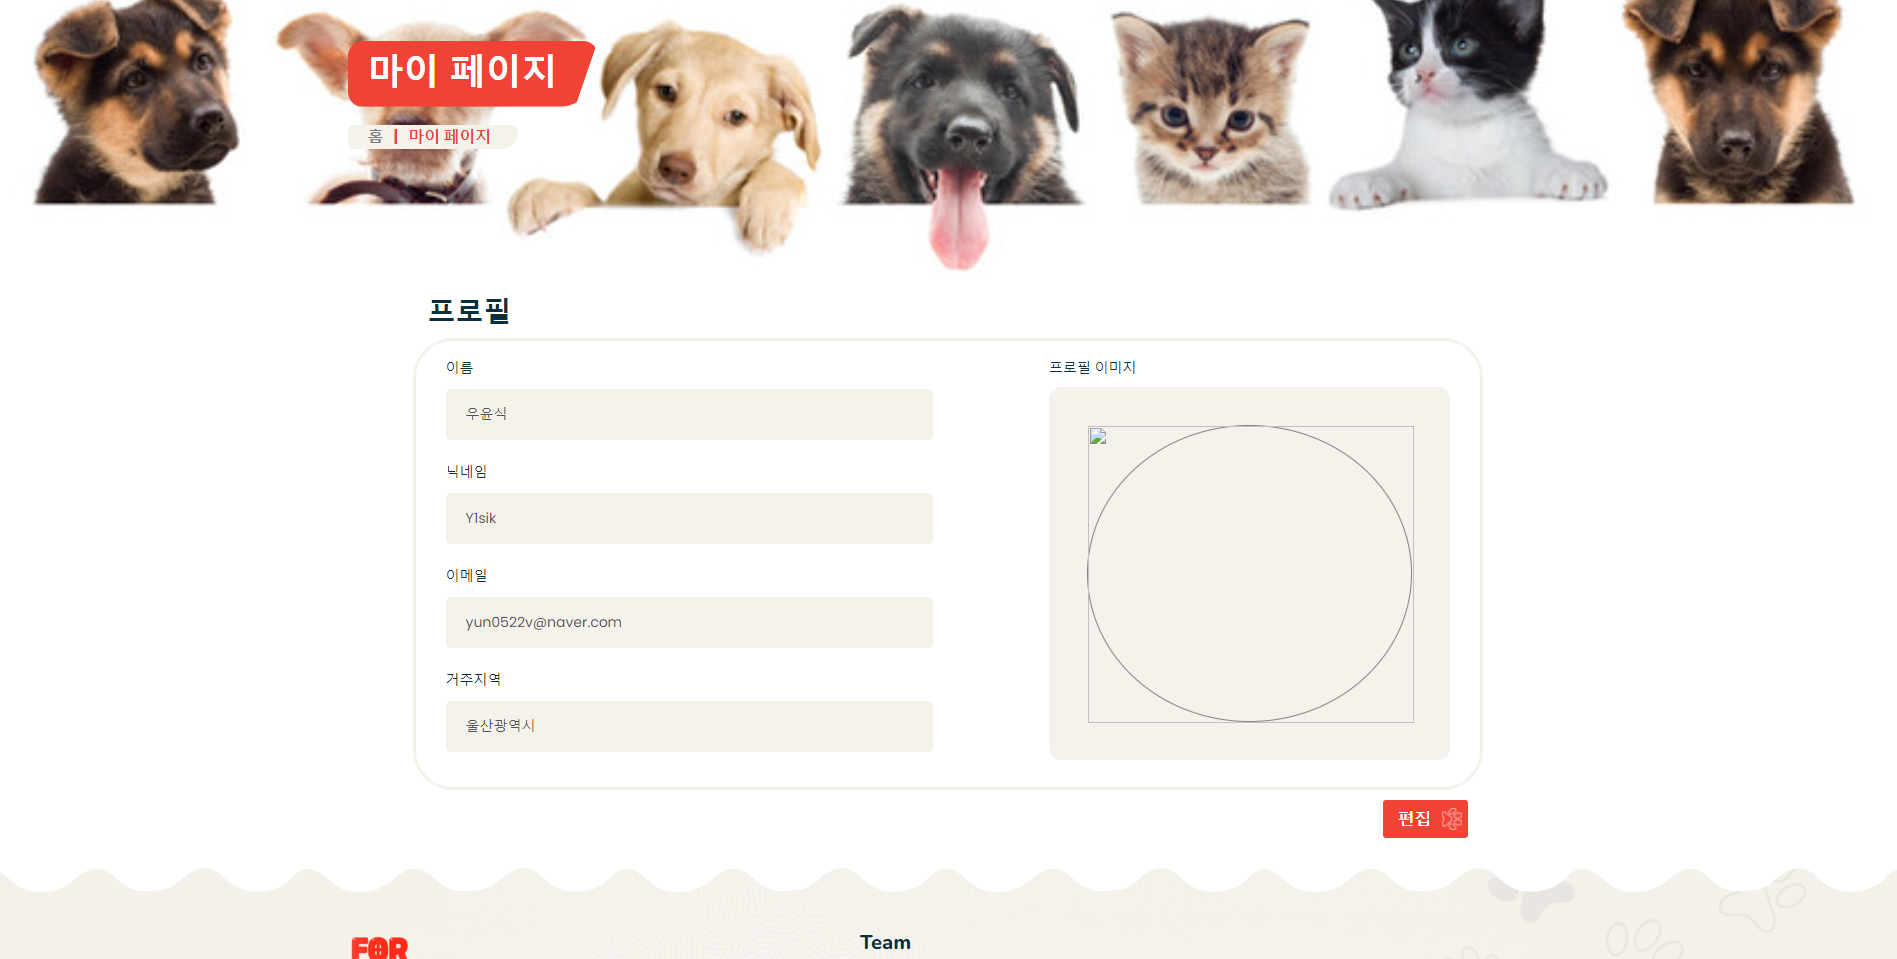 마이 페이지
홈 | 마이 페이지
프로필
이름
우윤식
닉네임
Y1sik
이메일
yun0522v@naver.com
거주지역
울산광역시
프로필 이미지
편집
FOR
Team